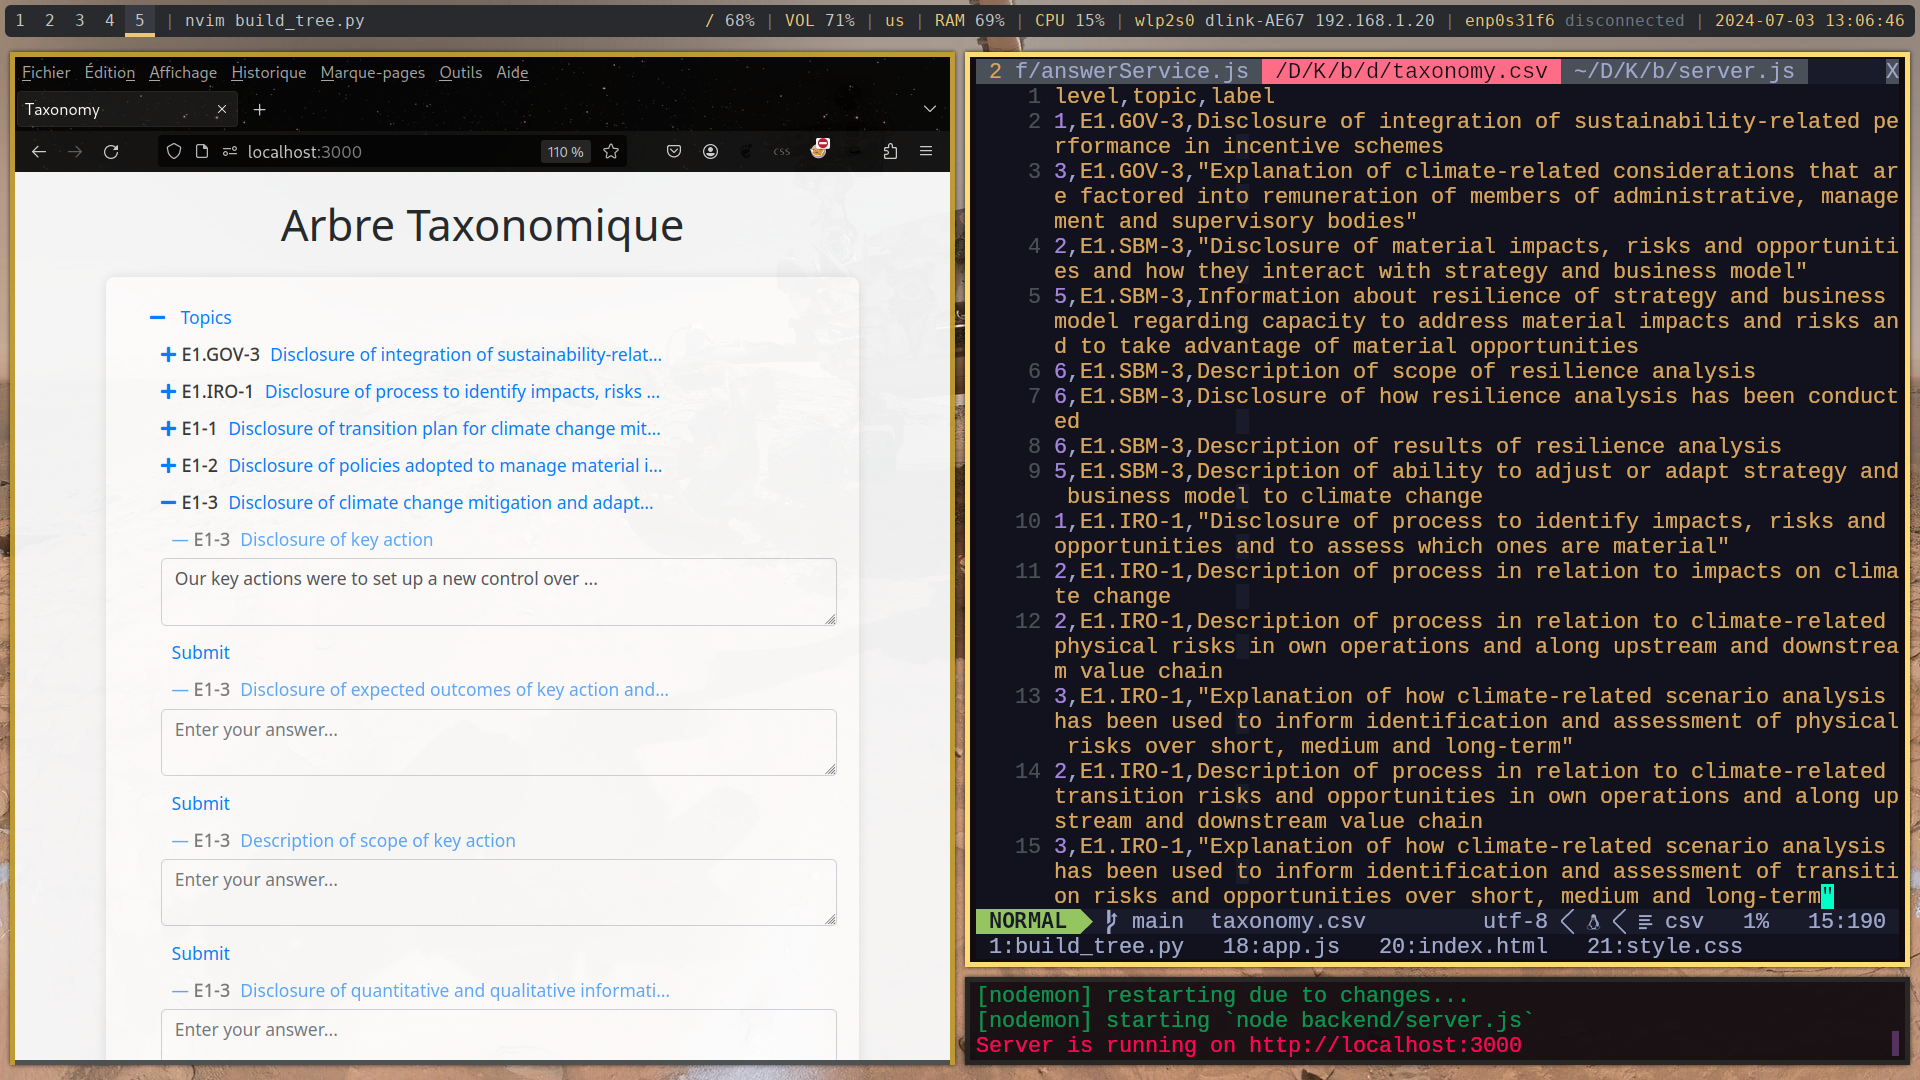 1 2 3 4 5 | nvim build_tree.py
/ 68% | VOL 71% | us | RAM 69% | CPU 15% | wlp2s0 dlink-AE67 192.168.1.20 | enp0s31f6 disconnected | 2024-07-03 13:06:46
Fichier Édition Affichage Historique Marque-pages Outils Aide
Taxonomy
localhost:3000
110 %
css
Arbre Taxonomique
Topics
E1.GOV-3 Disclosure of integration of sustainability-relat...
E1.IRO-1 Disclosure of process to identify impacts, risks ...
E1-1 Disclosure of transition plan for climate change mit...
E1-2 Disclosure of policies adopted to manage material i...
E1-3 Disclosure of climate change mitigation and adapt...
— E1-3 Disclosure of key action
Our key actions were to set up a new control over ...
Submit
— E1-3 Disclosure of expected outcomes of key action and...
Enter your answer...
Submit
— E1-3 Description of scope of key action
Enter your answer...
Submit
— E1-3 Disclosure of quantitative and qualitative informati...
Enter your answer...
2 f/answerService.js /D/K/b/d/taxonomy.csv ~/D/K/b/server.js X
1 level,topic,label
2 1,E1.GOV-3,Disclosure of integration of sustainability-related pe
rformance in incentive schemes
3 3,E1.GOV-3,"Explanation of climate-related considerations that ar
e factored into remuneration of members of administrative, manage
ment and supervisory bodies"
4 2,E1.SBM-3,"Disclosure of material impacts, risks and opportuniti
es and how they interact with strategy and business model"
5 5,E1.SBM-3,Information about resilience of strategy and business
model regarding capacity to address material impacts and risks an
d to take advantage of material opportunities
6 6,E1.SBM-3,Description of scope of resilience analysis
7 6,E1.SBM-3,Disclosure of how resilience analysis has been conduct
ed
8 6,E1.SBM-3,Description of results of resilience analysis
9 5,E1.SBM-3,Description of ability to adjust or adapt strategy and
business model to climate change
10 1,E1.IRO-1,"Disclosure of process to identify impacts, risks and
opportunities and to assess which ones are material"
11 2,E1.IRO-1,Description of process in relation to impacts on clima
te change
12 2,E1.IRO-1,Description of process in relation to climate-related
physical risks in own operations and along upstream and downstrea
m value chain
13 3,E1.IRO-1,"Explanation of how climate-related scenario analysis
has been used to inform identification and assessment of physical
risks over short, medium and long-term"
14 2,E1.IRO-1,Description of process in relation to climate-related
transition risks and opportunities in own operations and along up
stream and downstream value chain
15 3,E1.IRO-1,"Explanation of how climate-related scenario analysis
has been used to inform identification and assessment of transiti
on risks and opportunities over short, medium and long-term"
NORMAL main taxonomy.csv utf-8 csv 1% 15:190
1:build_tree.py 18:app.js 20:index.html 21:style.css
[nodemon] restarting due to changes...
[nodemon] starting `node backend/server.js`
Server is running on http://localhost:3000